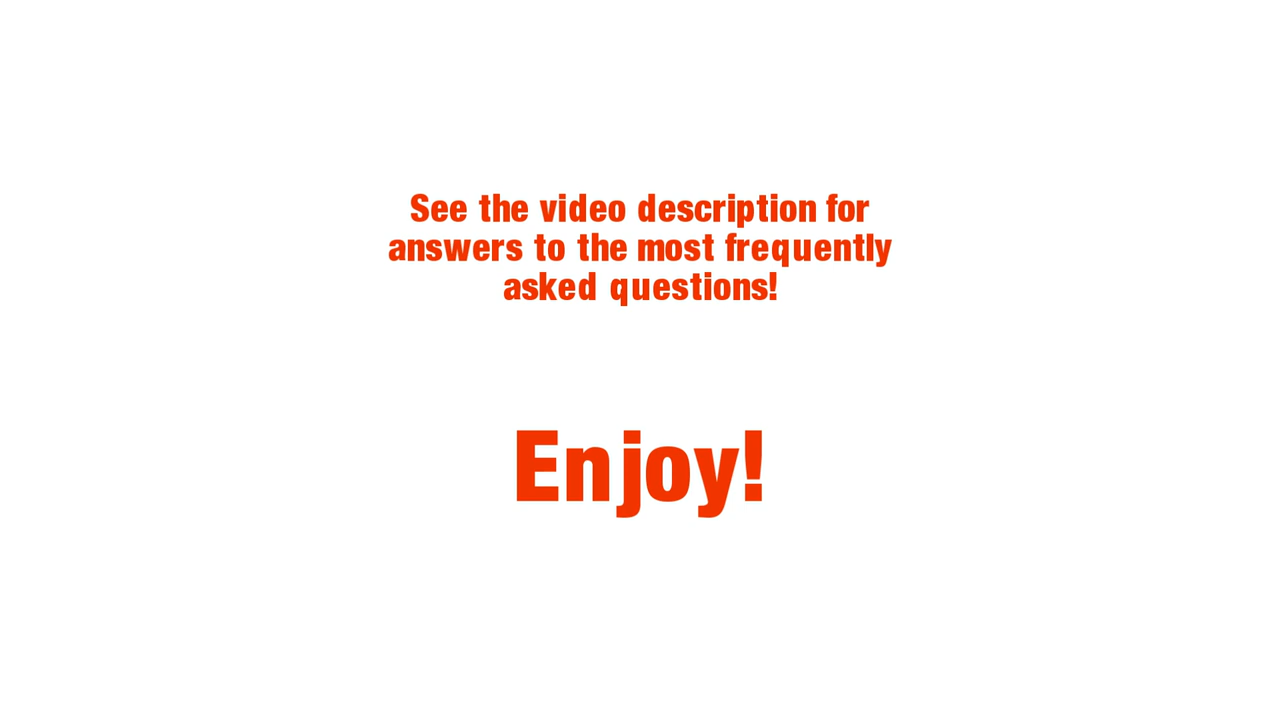 See the video description for
answers to the most frequently
asked questions!
Enjoy!